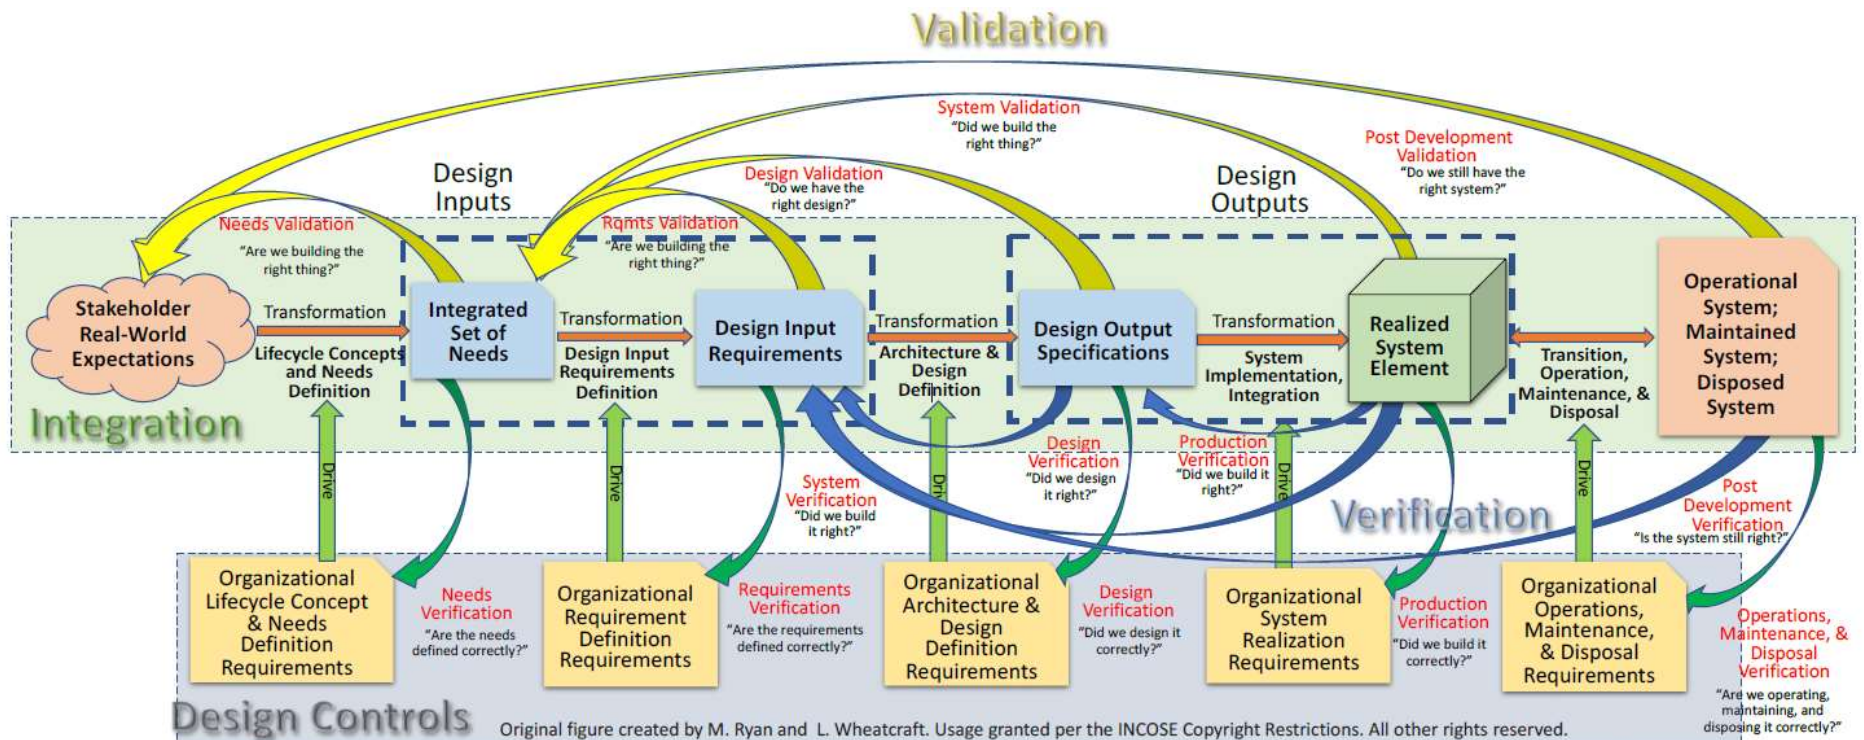 Validation
System Validation
“Did we build the
right thing?”
Post Development
Validation
“Do we still have the
right system?”
Design
Inputs
Design Validation
“Do we have the
right design?”
Design
Outputs
Needs Validation
“Are we building the
right thing?”
Rqmts Validation
“Are we building the
right thing?”
Stakeholder
Real-World
Expectations
Transformation
Lifecycle Concepts
and Needs
Definition
Integrated
Set of
Needs
Transformation
Design Input
Requirements
Definition
Design Input
Requirements
Transformation
Architecture &
Design
Definition
Design Output
Specifications
Transformation
System
Implementation,
Integration
Realized
System
Element
Transition,
Operation,
Maintenance, &
Disposal
Operational
System;
Maintained
System;
Disposed
System
Integration
Drive
Drive
System
Verification
“Did we build
it right?”
Drive
Design
Verification
“Did we design
it right?”
Production
Verification
“Did we build it
right?”
Drive
Verification
Drive
Post
Development
Verification
“Is the system still right?”
Organizational
Lifecycle Concept
& Needs
Definition
Requirements
Needs
Verification
“Are the needs
defined correctly?”
Organizational
Requirement
Definition
Requirements
Requirements
Verification
“Are the requirements
defined correctly?”
Organizational
Architecture &
Design
Definition
Requirements
Design
Verification
“Did we design it
correctly?”
Organizational
System
Realization
Requirements
Production
Verification
“Did we build it
correctly?”
Organizational
Operations,
Maintenance,
& Disposal
Requirements
Operations,
Maintenance, &
Disposal
Verification
“Are we operating,
maintaining, and
disposing it correctly?”
Design Controls
Original figure created by M. Ryan and L. Wheatcraft. Usage granted per the INCOSE Copyright Restrictions. All other rights reserved.